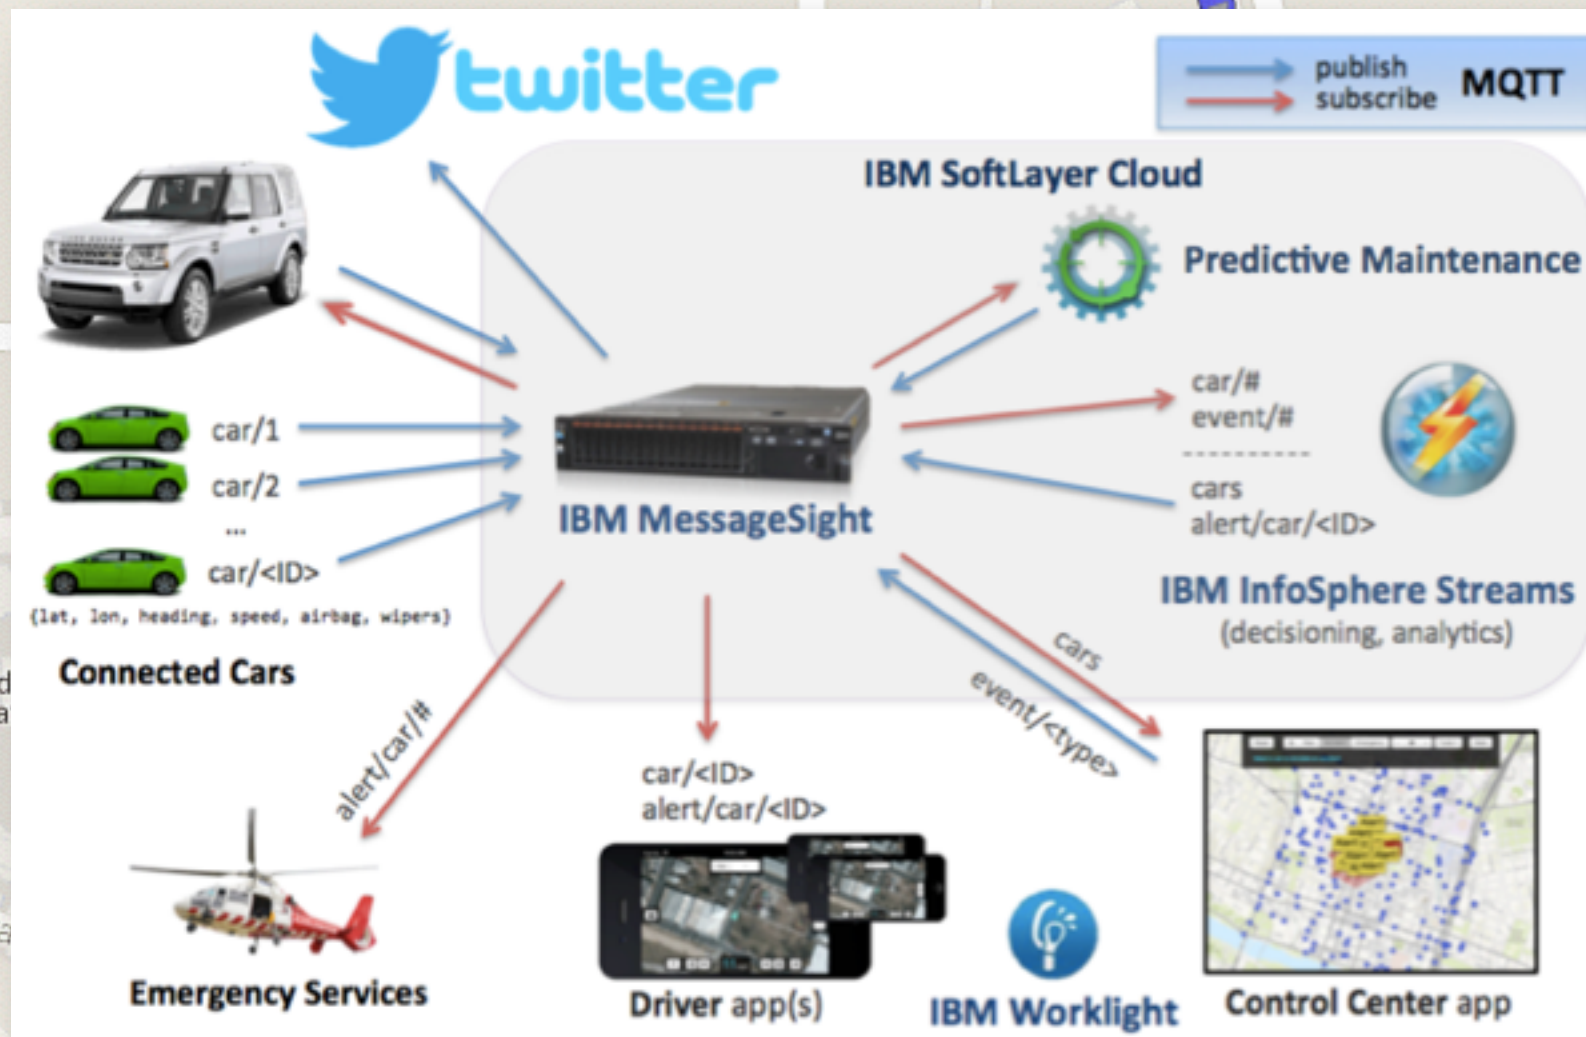 twitter
publish
subscribe
MQTT
IBM SoftLayer Cloud
Predictive Maintenance
car/#
event/#
----------
cars
alert/car/<ID>
IBM InfoSphere Streams
(decisioning, analytics)
IBM MessageSight
car/1
car/2
...
car/<ID>
{lat, lon, heading, speed, airbag, wipers}
Connected Cars
alert/car/#
car/<ID>
alert/car/<ID>
cars
event/<type>
Emergency Services
Driver app(s)
IBM Worklight
Control Center app